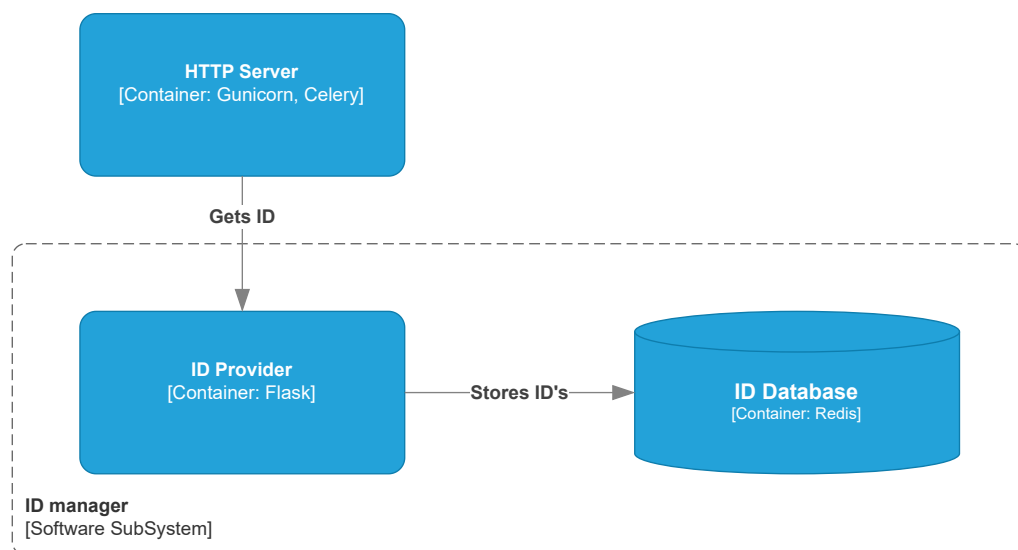 HTTP Server
[Container: Gunicorn, Celery]
Gets ID
ID Provider
[Container: Flask]
Stores ID's
ID Database
[Container: Redis]
ID manager
[Software SubSystem]